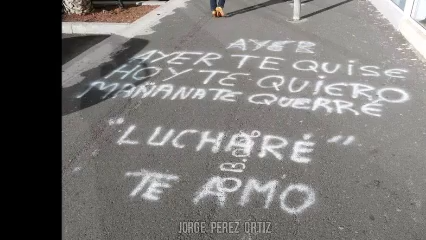 AYER
AYER TE QUISE
HOY TE QUIERO
MAÑANA TE QUERRÉ
"LUCHARÉ"
TE AMO
JORGE PEREZ ORTIZ